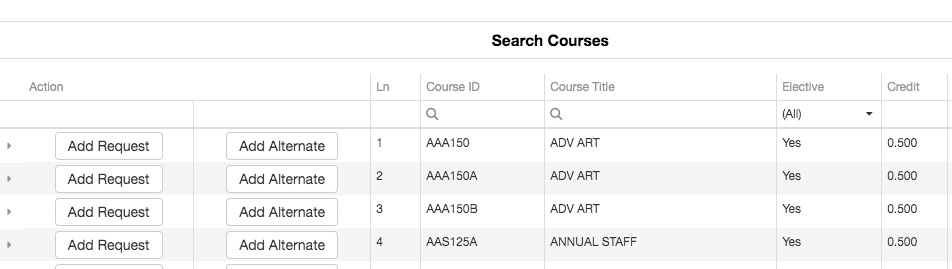 Search Courses
Action Ln Course ID Course Title Elective Credit
(All)
Add Request Add Alternate 1 AAA150 ADV ART Yes 0.500
Add Request Add Alternate 2 AAA150A ADV ART Yes 0.500
Add Request Add Alternate 3 AAA150B ADV ART Yes 0.500
Add Request Add Alternate 4 AAS125A ANNUAL STAFF Yes 0.500